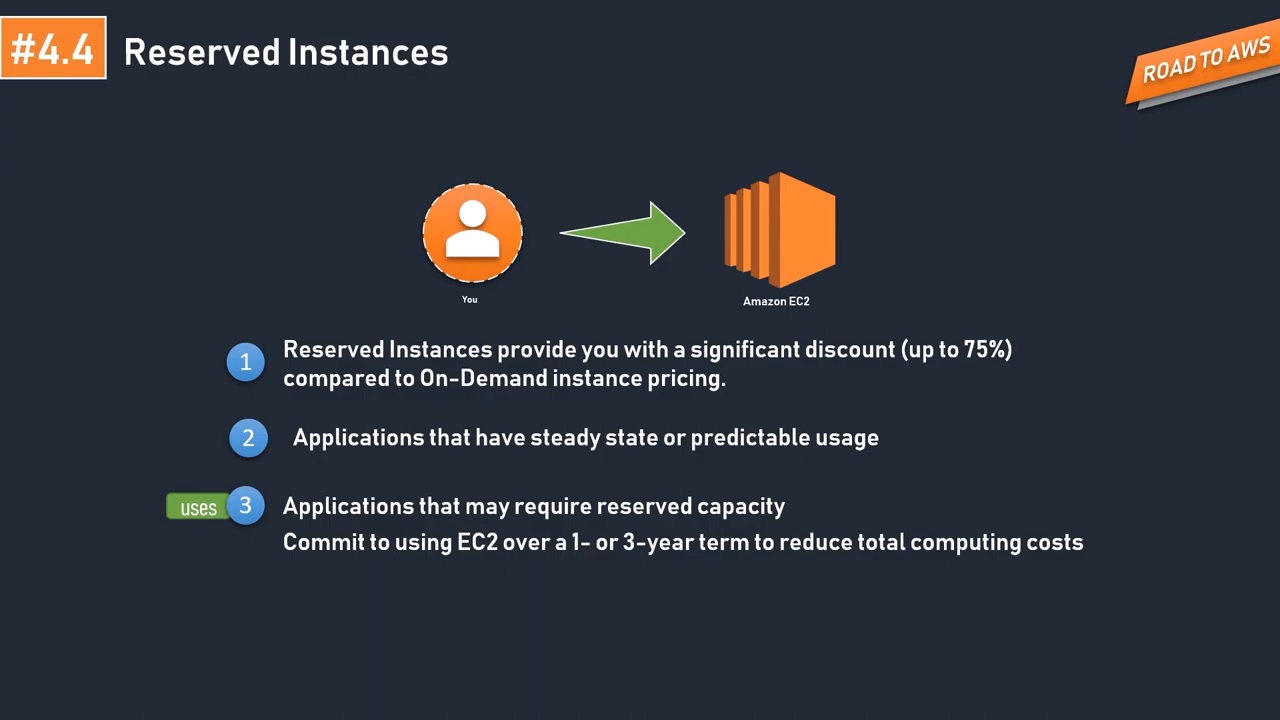 #4.4 Reserved Instances
ROAD TO AWS
You
Amazon EC2
1 Reserved Instances provide you with a significant discount (up to 75%)
compared to On-Demand instance pricing.
2 Applications that have steady state or predictable usage
uses 3 Applications that may require reserved capacity
Commit to using EC2 over a 1- or 3-year term to reduce total computing costs